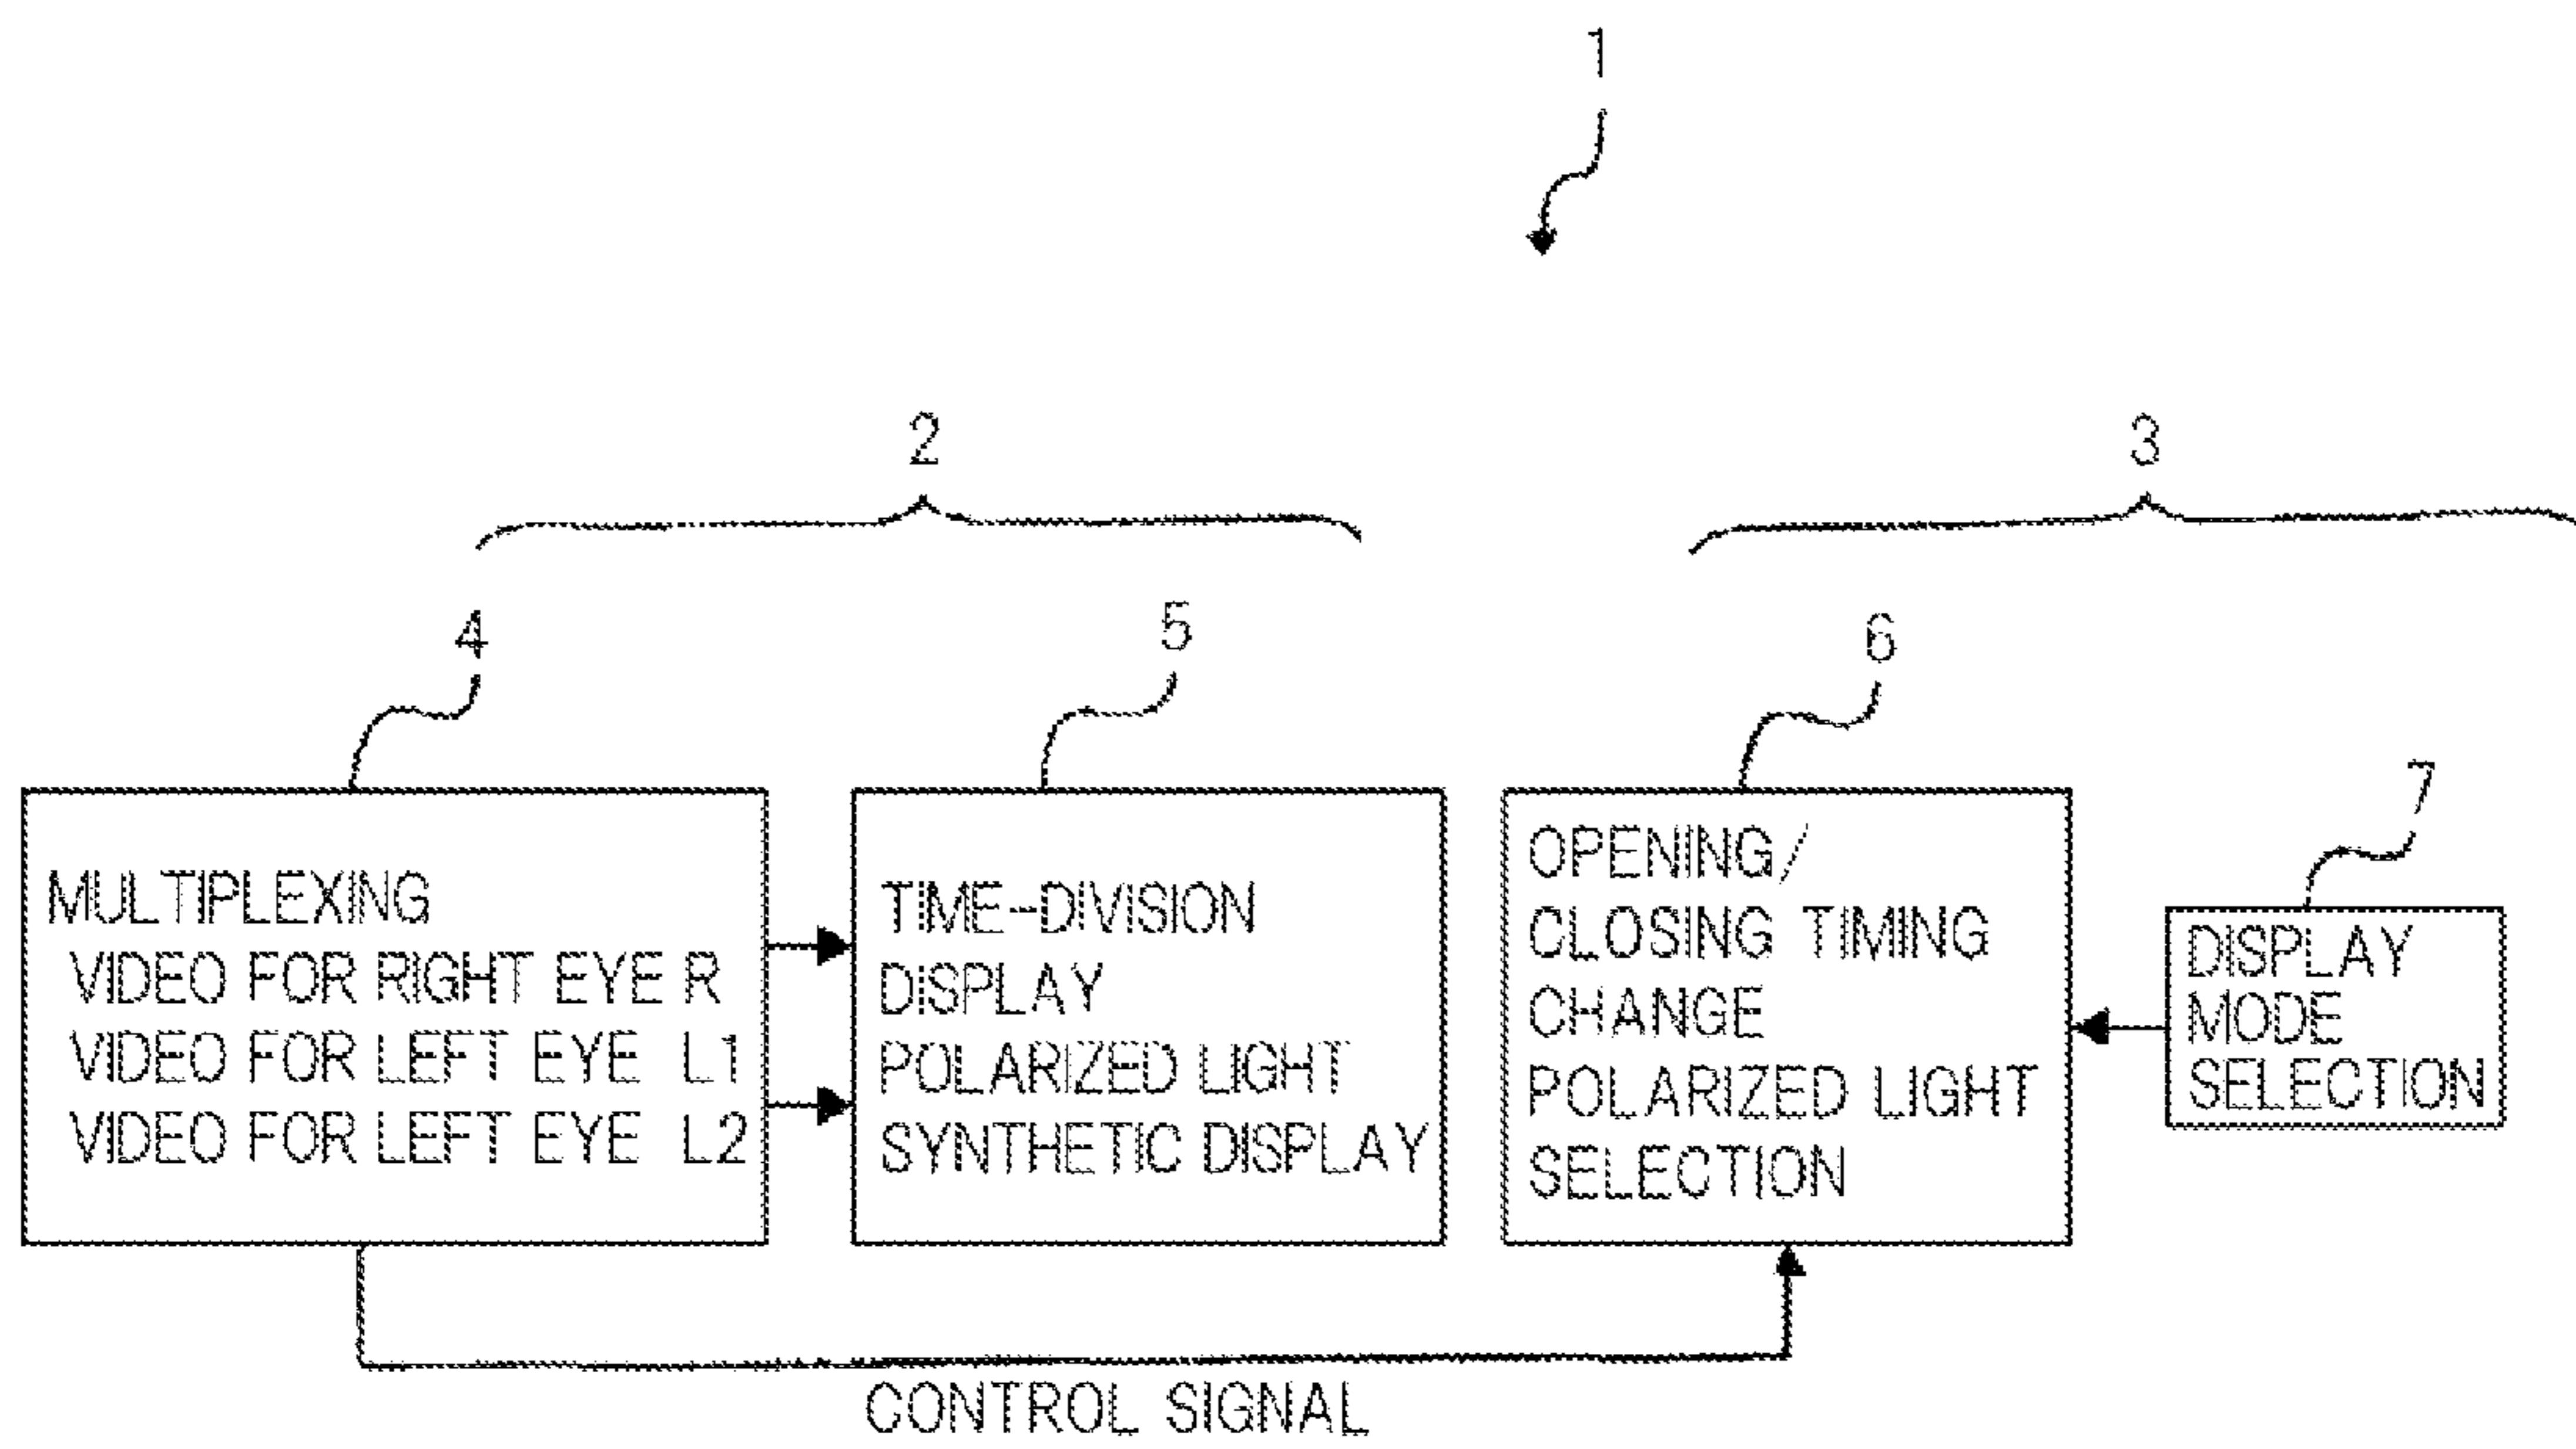 1
2
3
4
5
6
7
MULTIPLEXING
VIDEO FOR RIGHT EYE R
VIDEO FOR LEFT EYE L1
VIDEO FOR LEFT EYE L2
TIME-DIVISION
DISPLAY
POLARIZED LIGHT
SYNTHETIC DISPLAY
OPENING/
CLOSING TIMING
CHANGE
POLARIZED LIGHT
SELECTION
DISPLAY
MODE
SELECTION
CONTROL SIGNAL